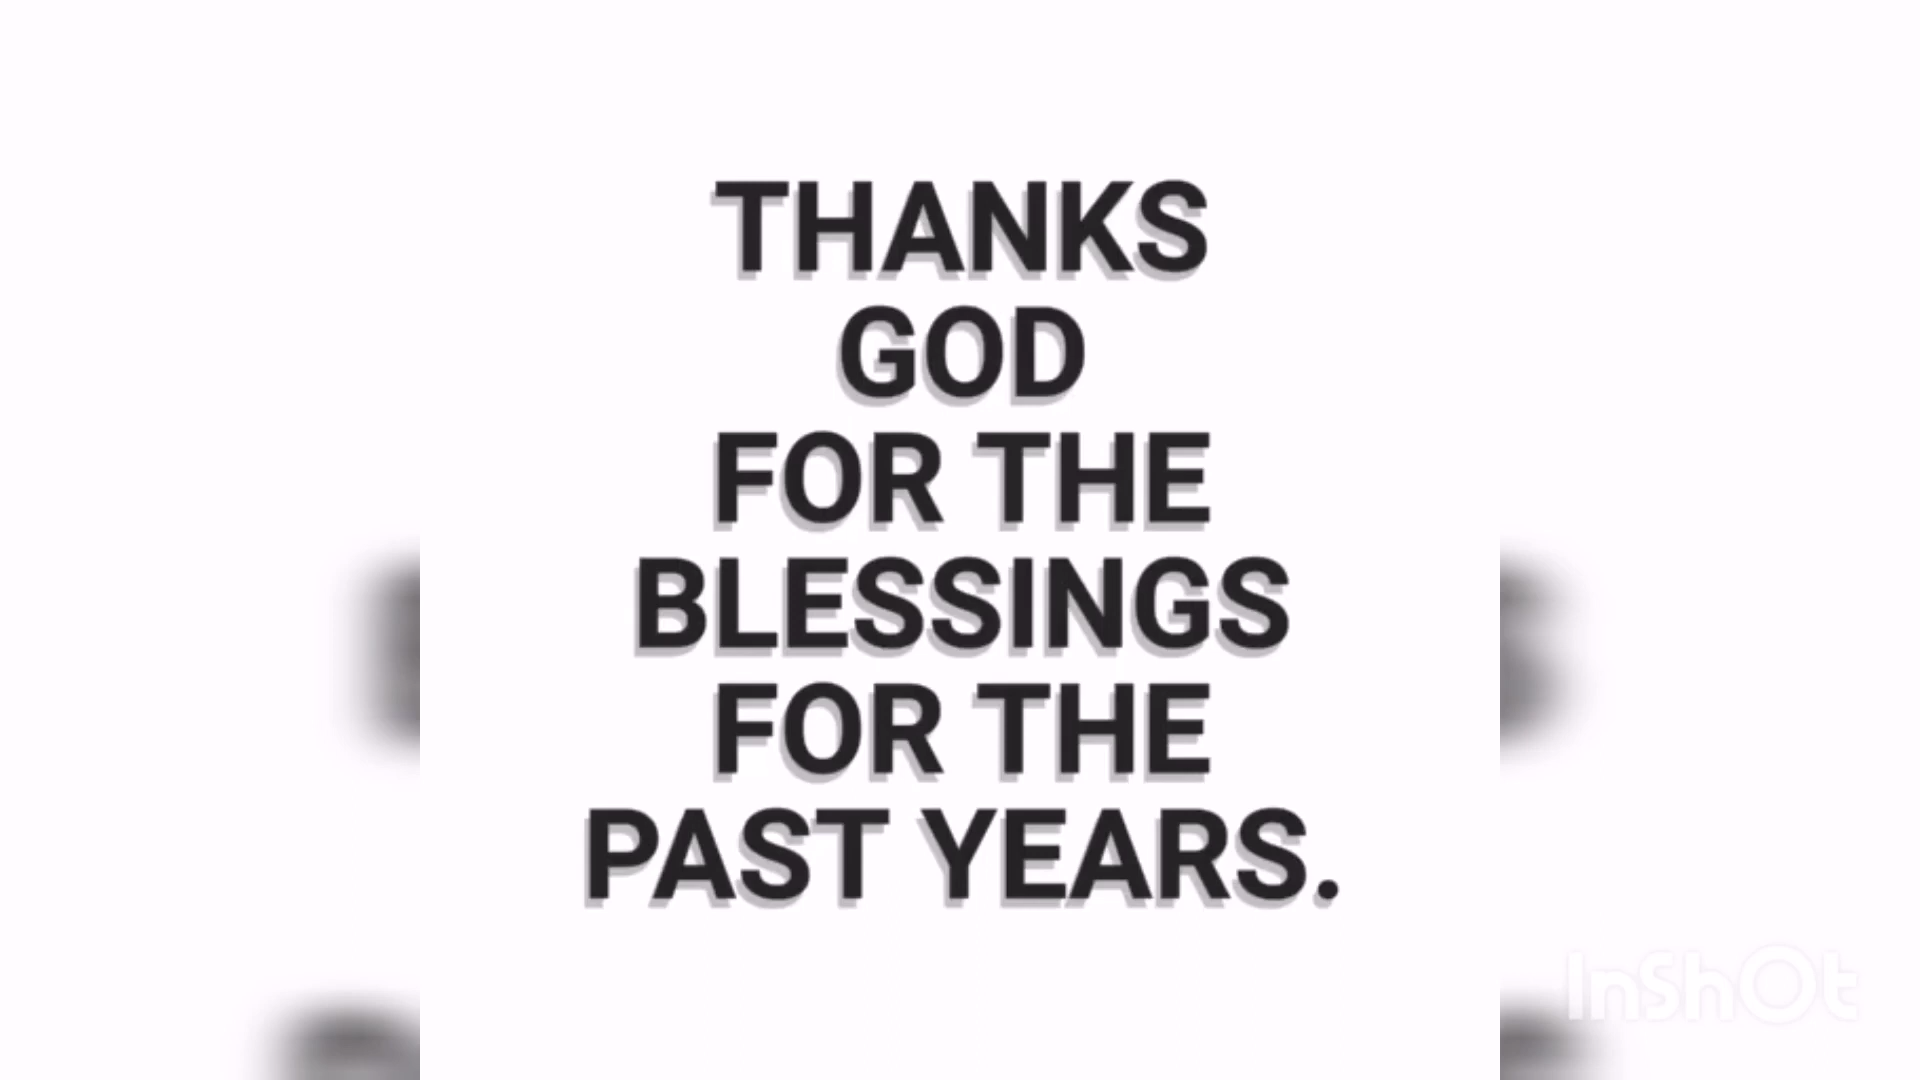 THANKS
GOD
FOR THE
BLESSINGS
FOR THE
PAST YEARS.
InShOt